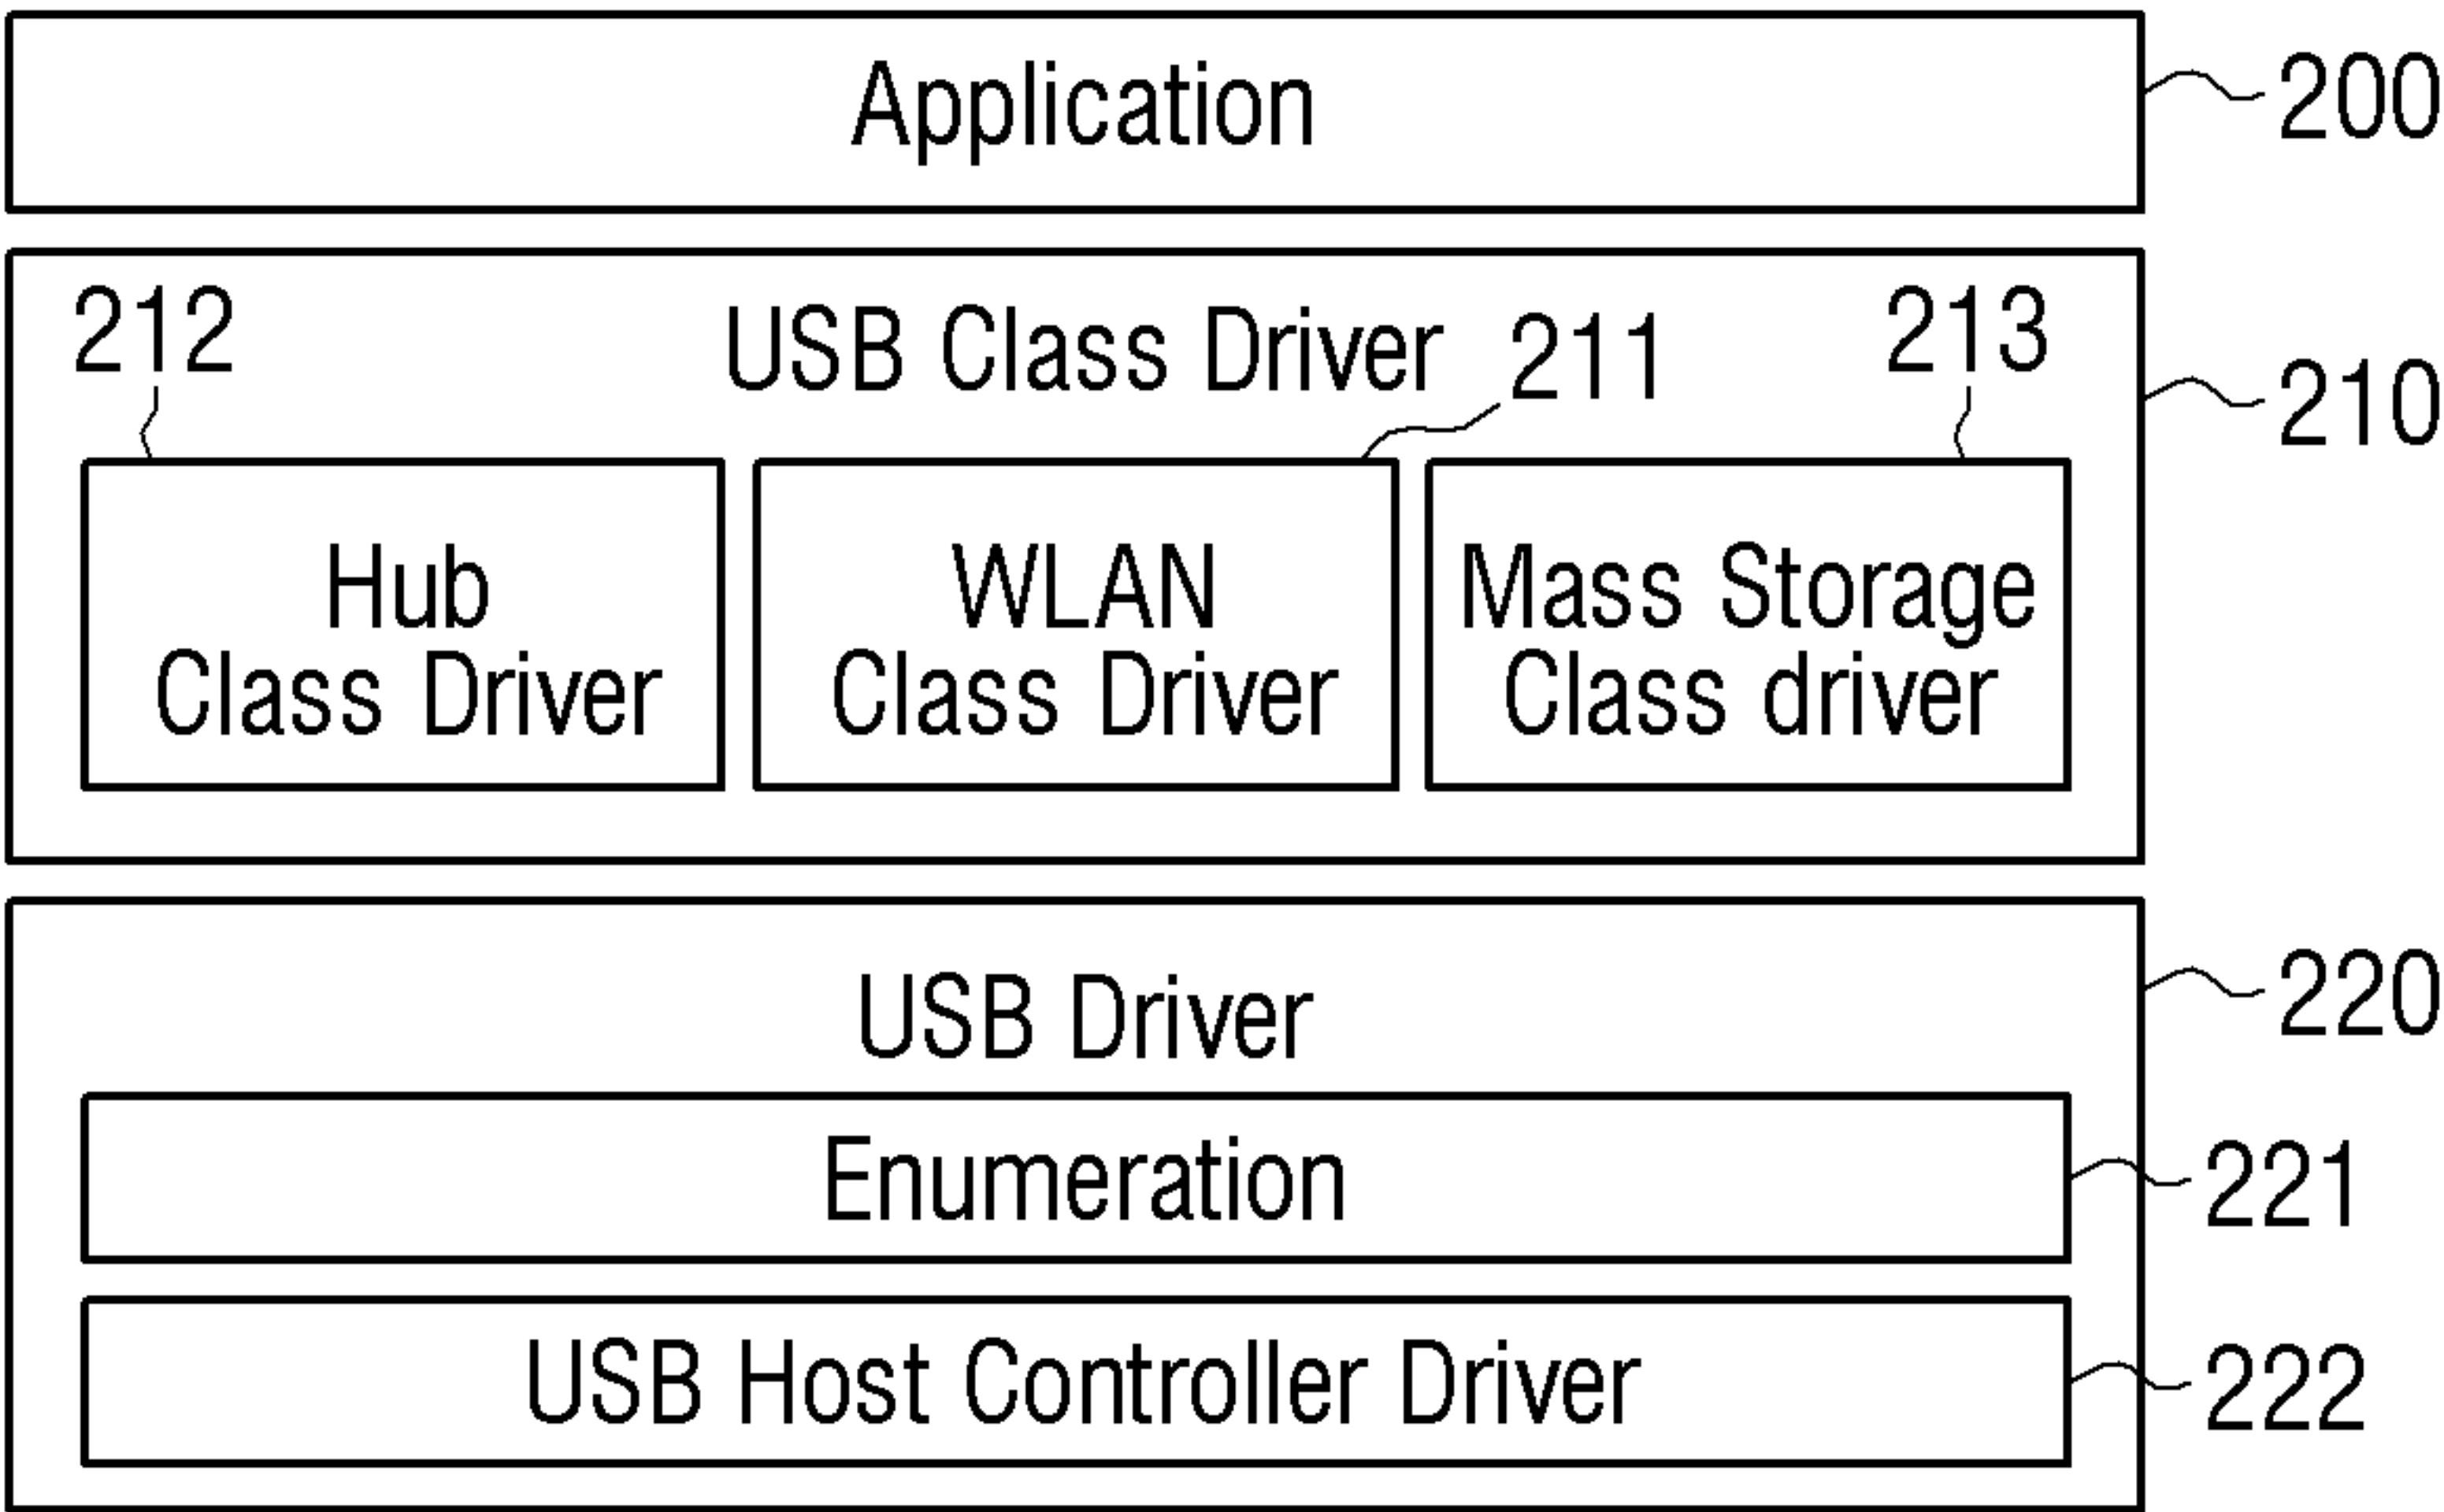 Application
200
212
USB Class Driver
211
213
210
Hub
Class Driver
WLAN
Class Driver
Mass Storage
Class driver
USB Driver
220
Enumeration
221
USB Host Controller Driver
222